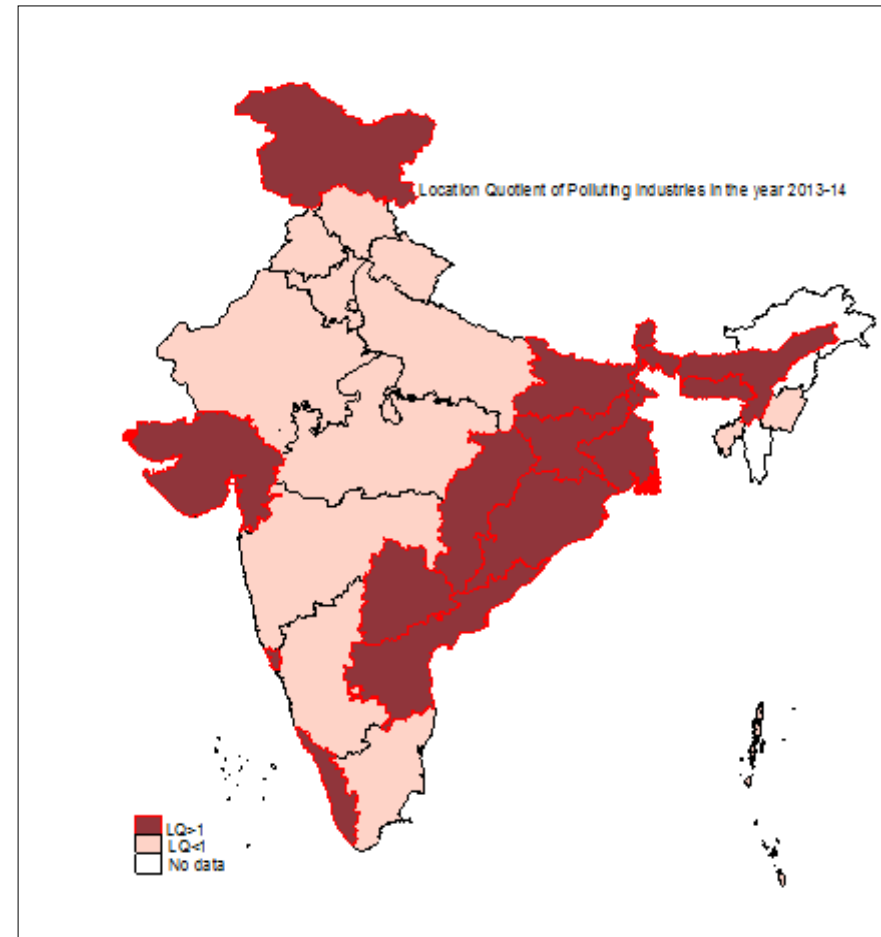 Location Quotient of Polluting Industries in the year 2013-14
LQ>1
LQ<1
No data